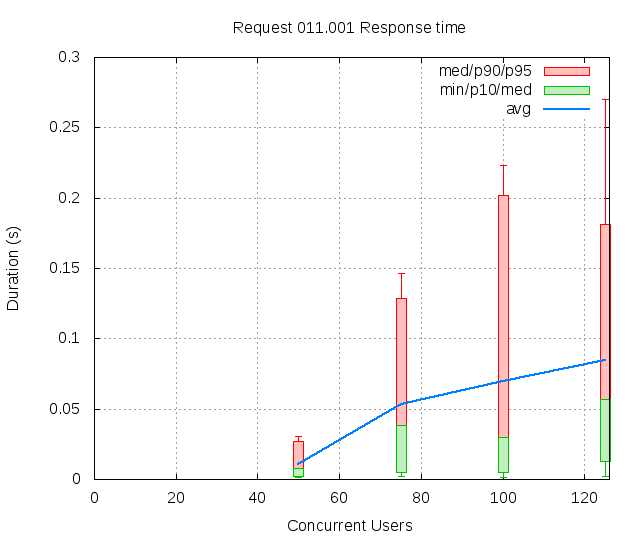 Request 011.001 Response time
0.3
med/p90/p95
min/p10/med
avg
0.25
0.2
0.15
0.1
0.05
0
Duration (s)
0 20 40 60 80 100 120
Concurrent Users